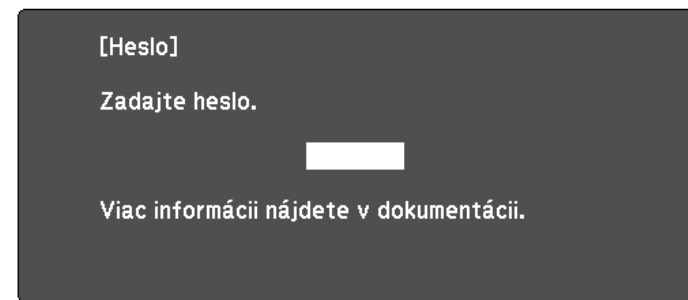 [Heslo]
Zadajte heslo.
Viac informácii nájdete v dokumentácii.